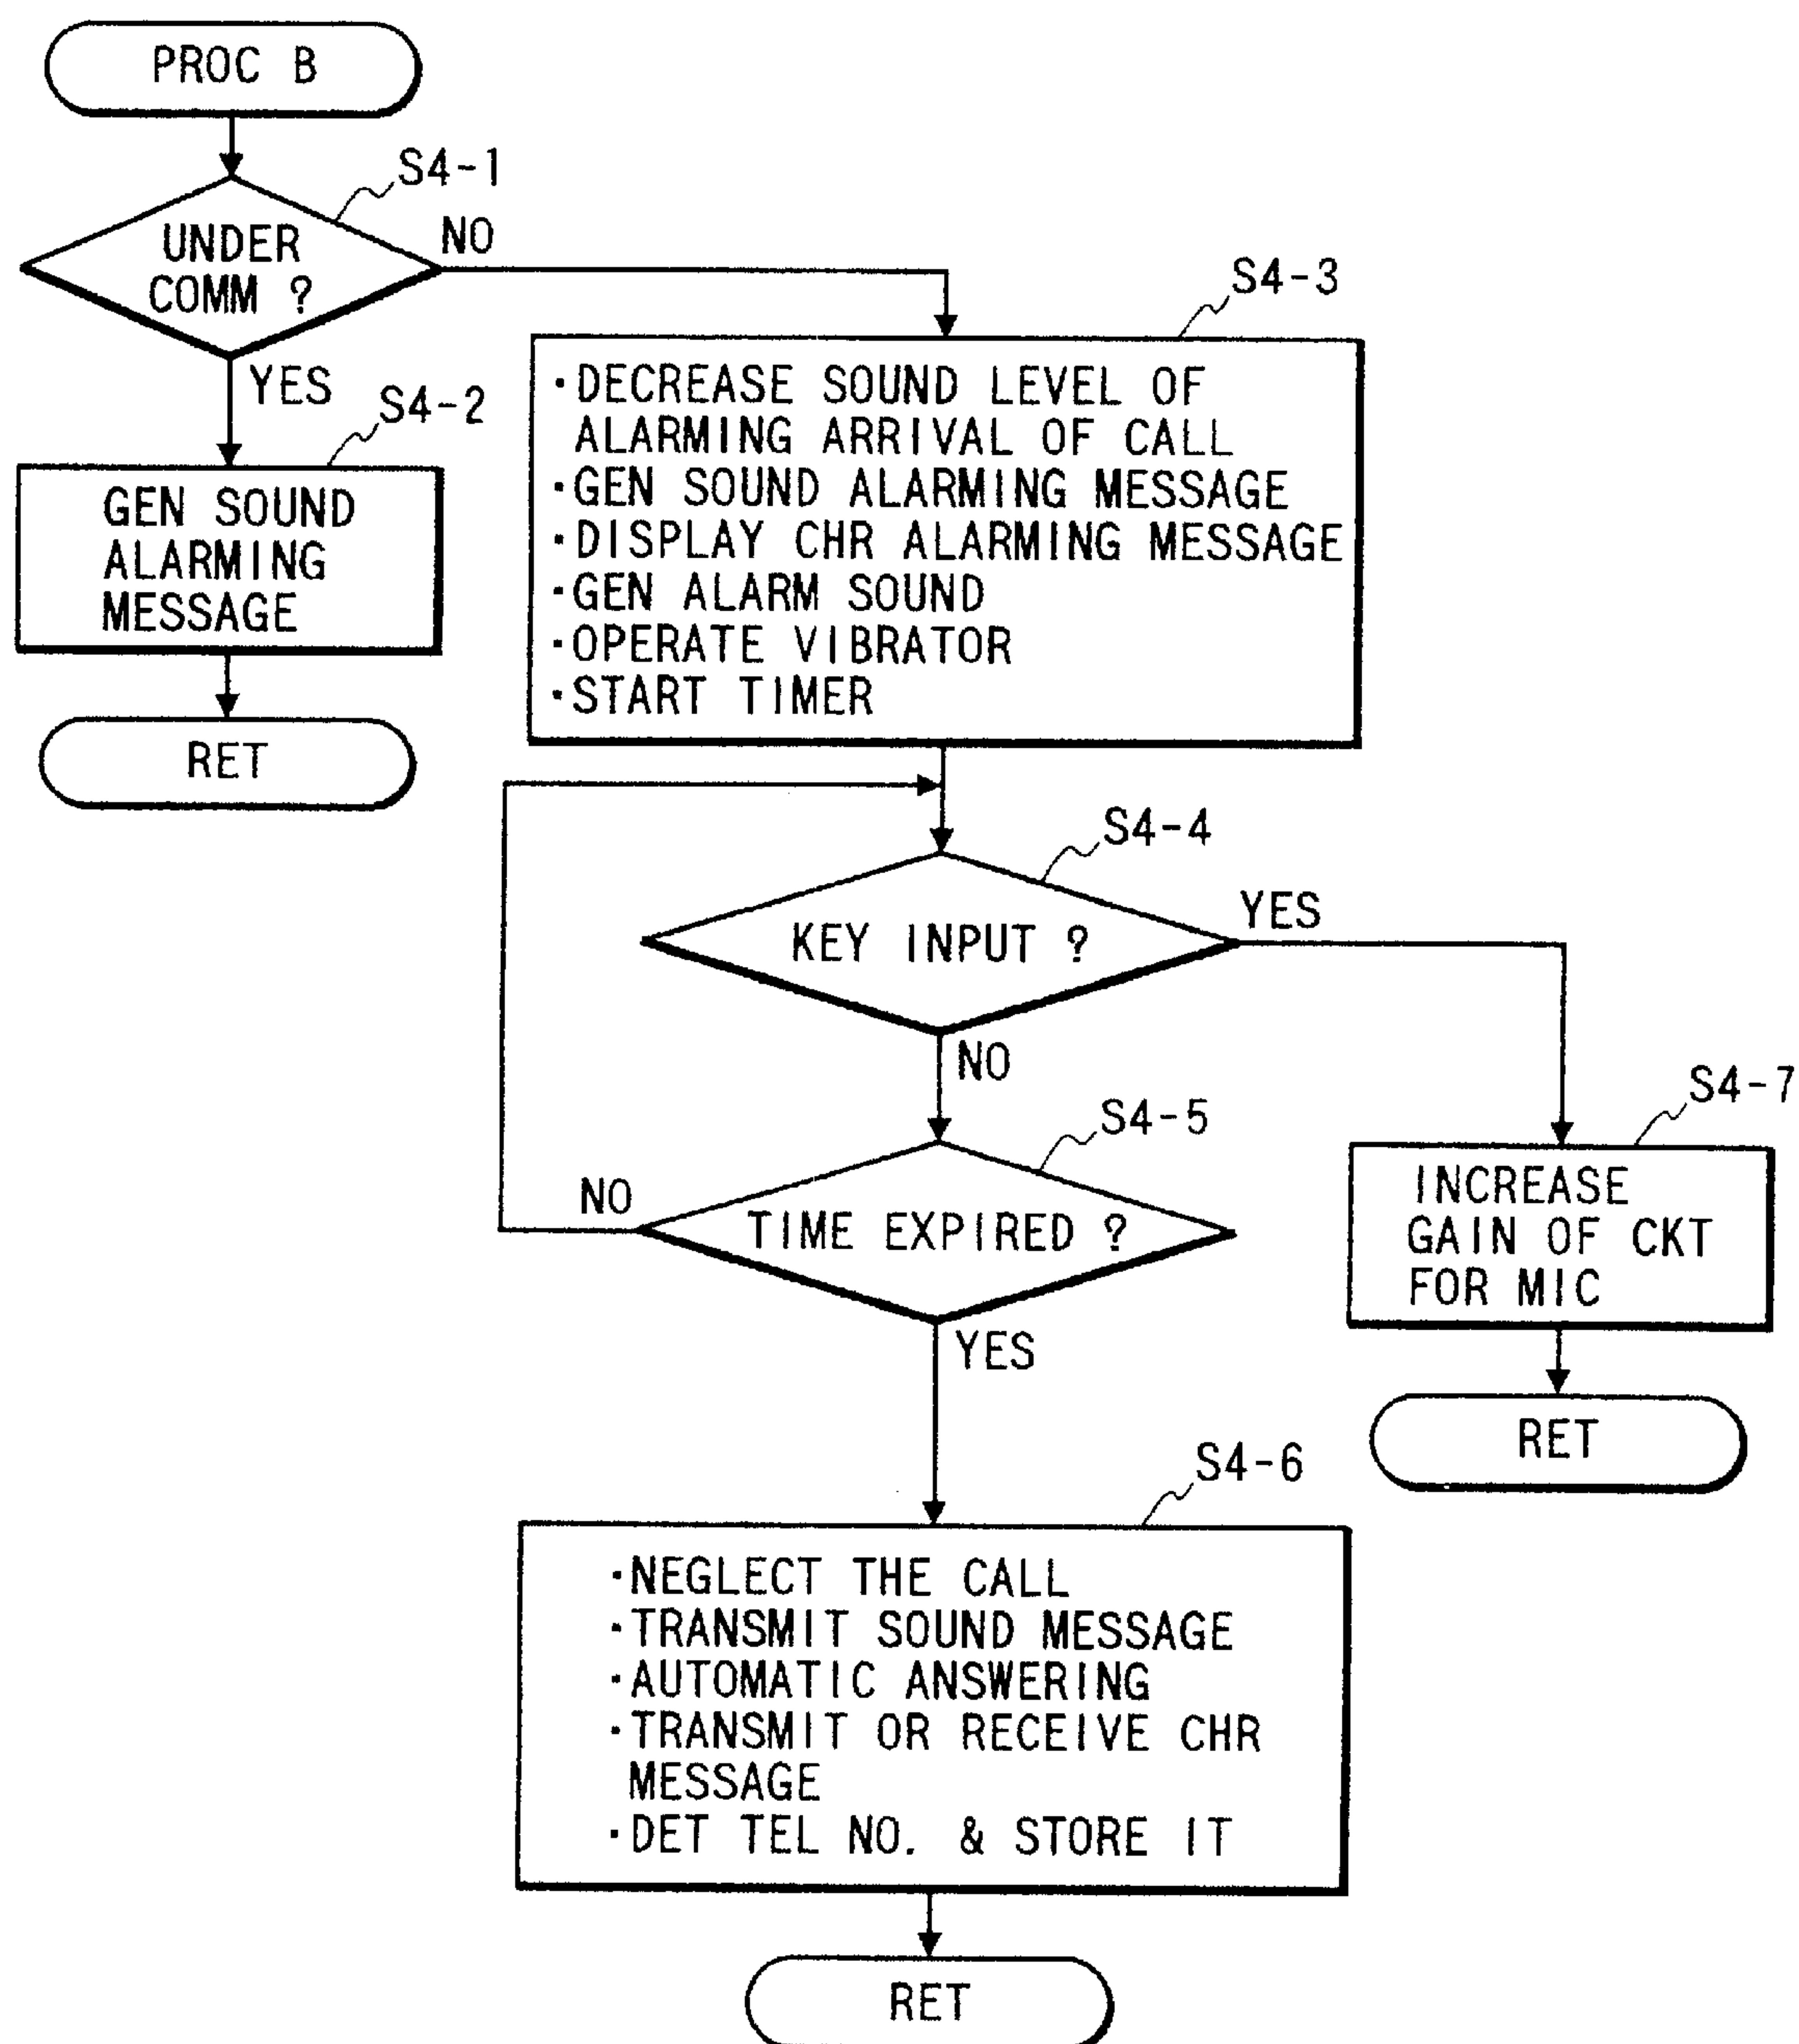 PROC B
S4-1
UNDER
COMM ?
NO
YES
S4-2
GEN SOUND
ALARMING
MESSAGE
RET
S4-3
·DECREASE SOUND LEVEL OF
ALARMING ARRIVAL OF CALL
·GEN SOUND ALARMING MESSAGE
·DISPLAY CHR ALARMING MESSAGE
·GEN ALARM SOUND
·OPERATE VIBRATOR
·START TIMER
S4-4
KEY INPUT ?
YES
NO
S4-5
TIME EXPIRED ?
NO
YES
S4-7
INCREASE
GAIN OF CKT
FOR MIC
RET
S4-6
·NEGLECT THE CALL
·TRANSMIT SOUND MESSAGE
·AUTOMATIC ANSWERING
·TRANSMIT OR RECEIVE CHR
MESSAGE
·DET TEL NO. & STORE IT
RET